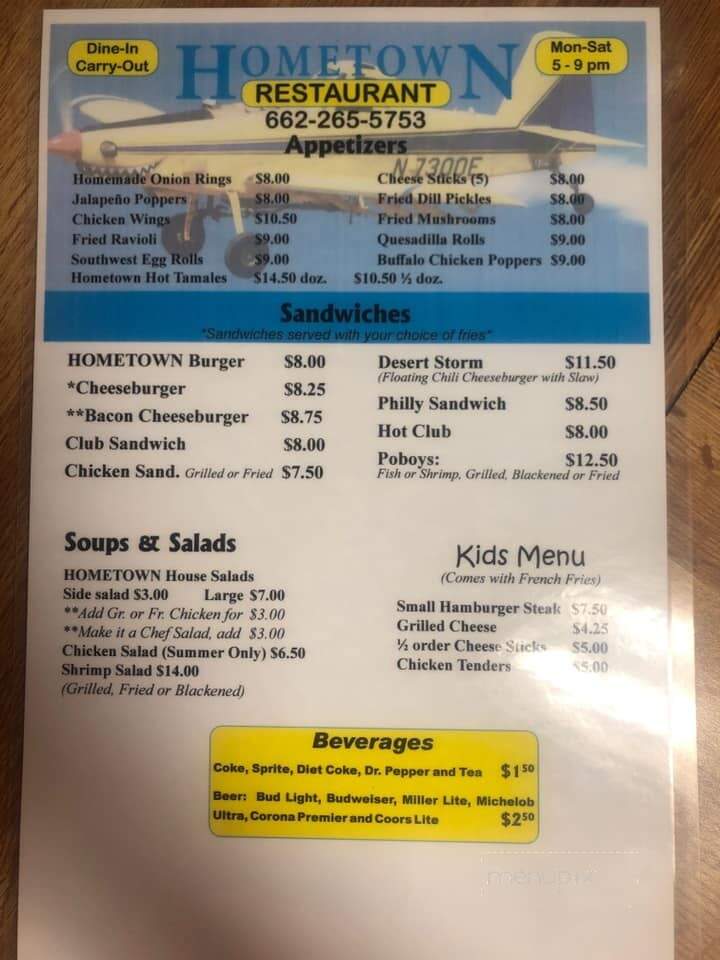 Dine-In
Carry-Out
HOMETOWN
RESTAURANT
Mon-Sat
5 - 9 pm
662-265-5753
Appetizers
N 7300F
Homemade Onion Rings $8.00
Jalapeño Poppers $8.00
Chicken Wings $10.50
Fried Ravioli $9.00
Southwest Egg Rolls $9.00
Hometown Hot Tamales $14.50 doz. $10.50 ½ doz.
Cheese Sticks (5) $8.00
Fried Dill Pickles $8.00
Fried Mushrooms $8.00
Quesadilla Rolls $9.00
Buffalo Chicken Poppers $9.00
Sandwiches
*Sandwiches served with your choice of fries*
HOMETOWN Burger $8.00
*Cheeseburger $8.25
**Bacon Cheeseburger $8.75
Club Sandwich $8.00
Chicken Sand. Grilled or Fried $7.50
Desert Storm $11.50
(Floating Chili Cheeseburger with Slaw)
Philly Sandwich $8.50
Hot Club $8.00
Poboys: $12.50
Fish or Shrimp, Grilled, Blackened or Fried
Soups & Salads
HOMETOWN House Salads
Side salad $3.00 Large $7.00
**Add Gr. or Fr. Chicken for $3.00
**Make it a Chef Salad, add $3.00
Chicken Salad (Summer Only) $6.50
Shrimp Salad $14.00
(Grilled, Fried or Blackened)
Kids Menu
(Comes with French Fries)
Small Hamburger Steak $7.50
Grilled Cheese $4.25
½ order Cheese Sticks $5.00
Chicken Tenders $5.00
Beverages
Coke, Sprite, Diet Coke, Dr. Pepper and Tea $1.50
Beer: Bud Light, Budweiser, Miller Lite, Michelob
Ultra, Corona Premier and Coors Lite $2.50
menupix